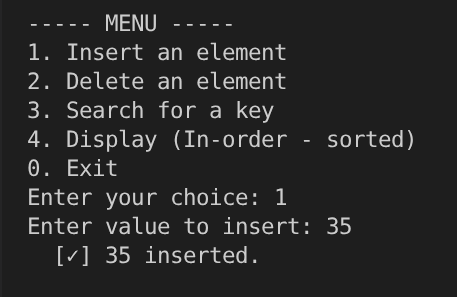 ----- MENU -----
1. Insert an element
2. Delete an element
3. Search for a key
4. Display (In-order - sorted)
0. Exit
Enter your choice: 1
Enter value to insert: 35
[✓] 35 inserted.